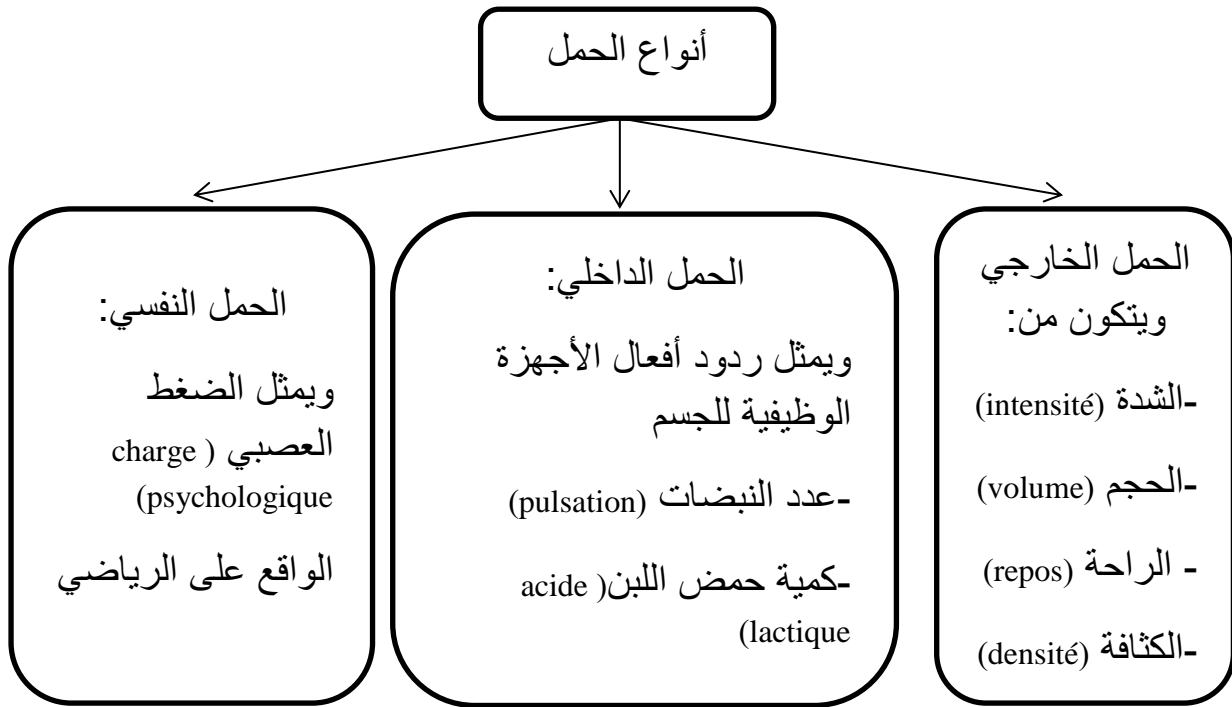 أنواع الحمل
الحمل الخارجي
ويتكون من:
-الشدة (intensité)
-الحجم (volume)
- الراحة (repos)
-الكثافة (densité)
الحمل الداخلي:
ويمثل ردود أفعال الأجهزة
الوظيفية للجسم
-عدد النبضات (pulsation)
-كمية حمض اللبن( acide
lactique)
الحمل النفسي:
ويمثل الضغط
العصبي ( charge
psychologique)
الواقع على الرياضي